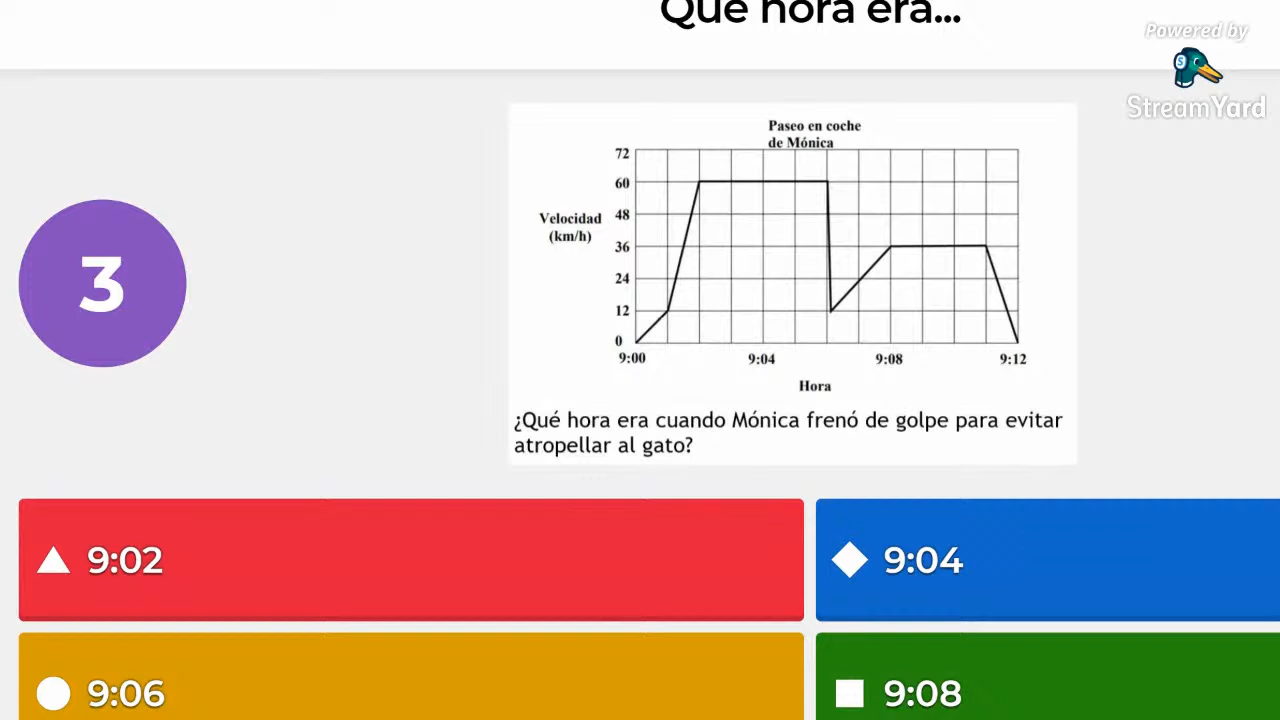 Qué hora era...
Powered by
StreamYard
3
Paseo en coche
de Mónica
72
60
48
36
24
12
0
Velocidad
(km/h)
9:00 9:04 9:08 9:12
Hora
¿Qué hora era cuando Mónica frenó de golpe para evitar
atropellar al gato?
9:02
9:04
9:06
9:08